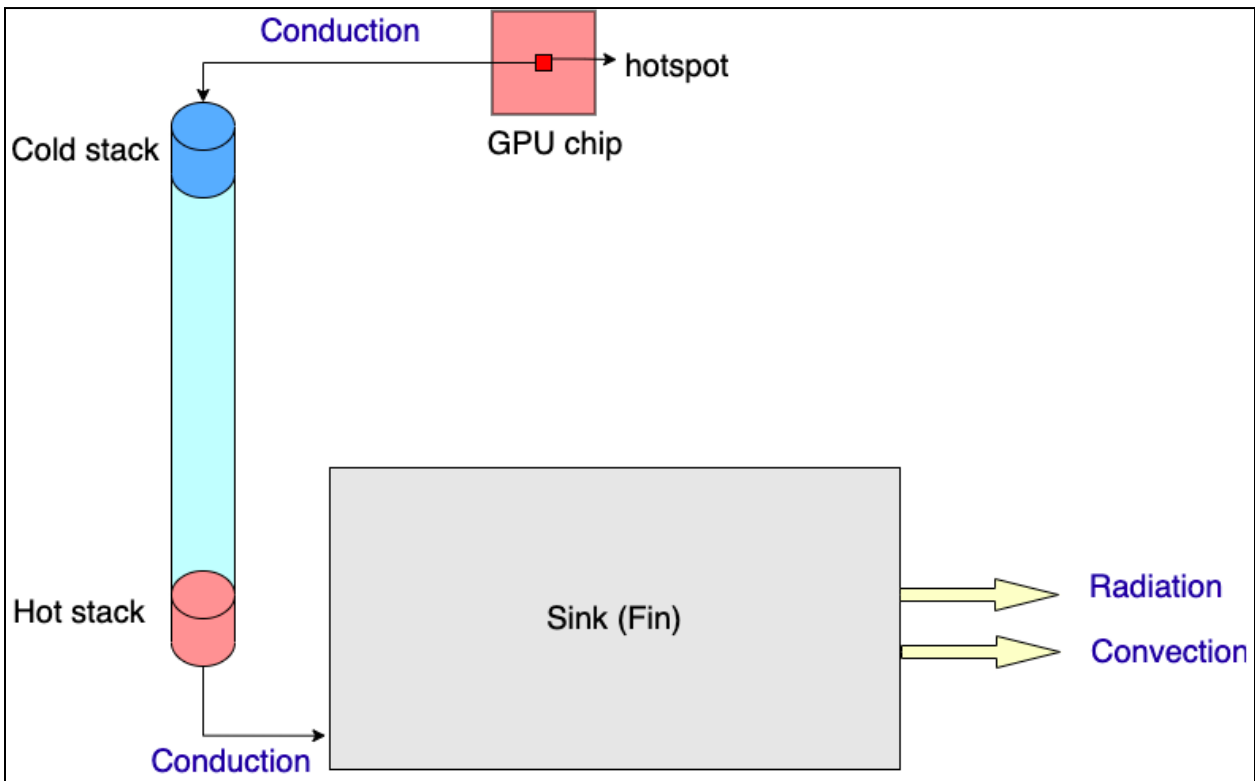 Conduction
hotspot
GPU chip
Cold stack
Hot stack
Sink (Fin)
Radiation
Convection
Conduction